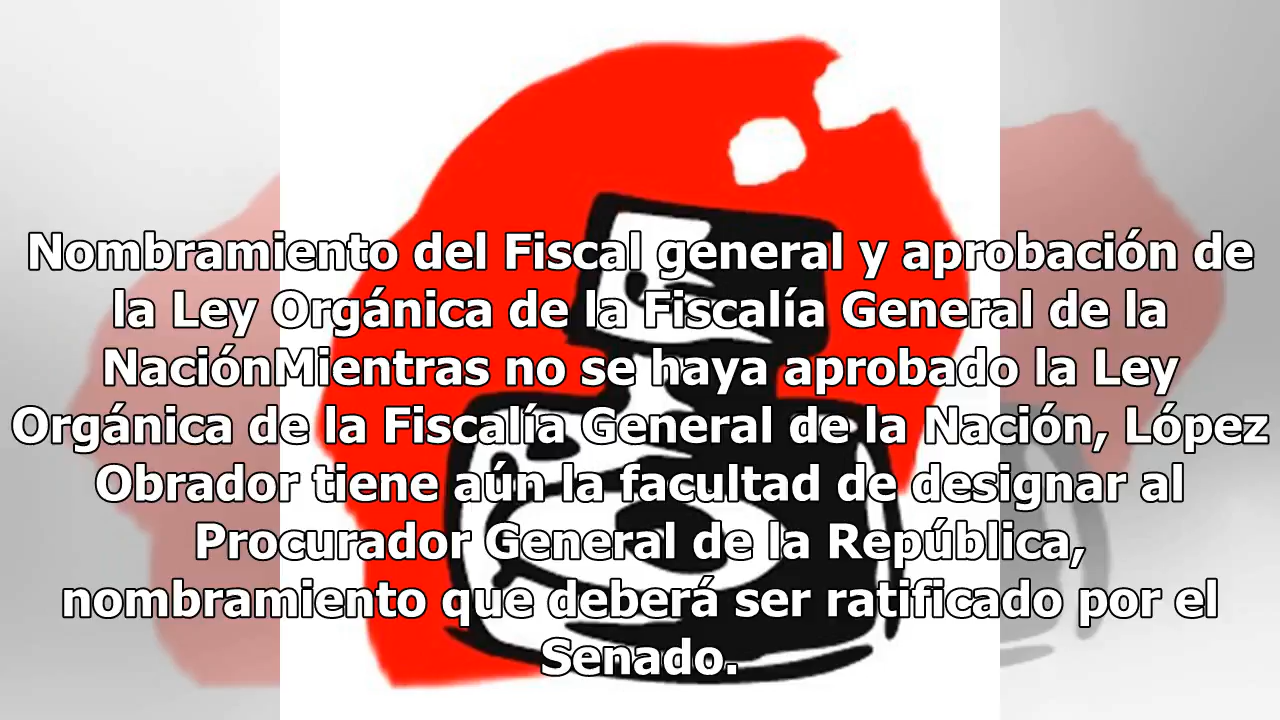 Nombramiento del Fiscal general y aprobación de
la Ley Orgánica de la Fiscalía General de la
NaciónMientras no se haya aprobado la Ley
Orgánica de la Fiscalía General de la Nación, López
Obrador tiene aún la facultad de designar al
Procurador General de la República,
nombramiento que deberá ser ratificado por el
Senado.